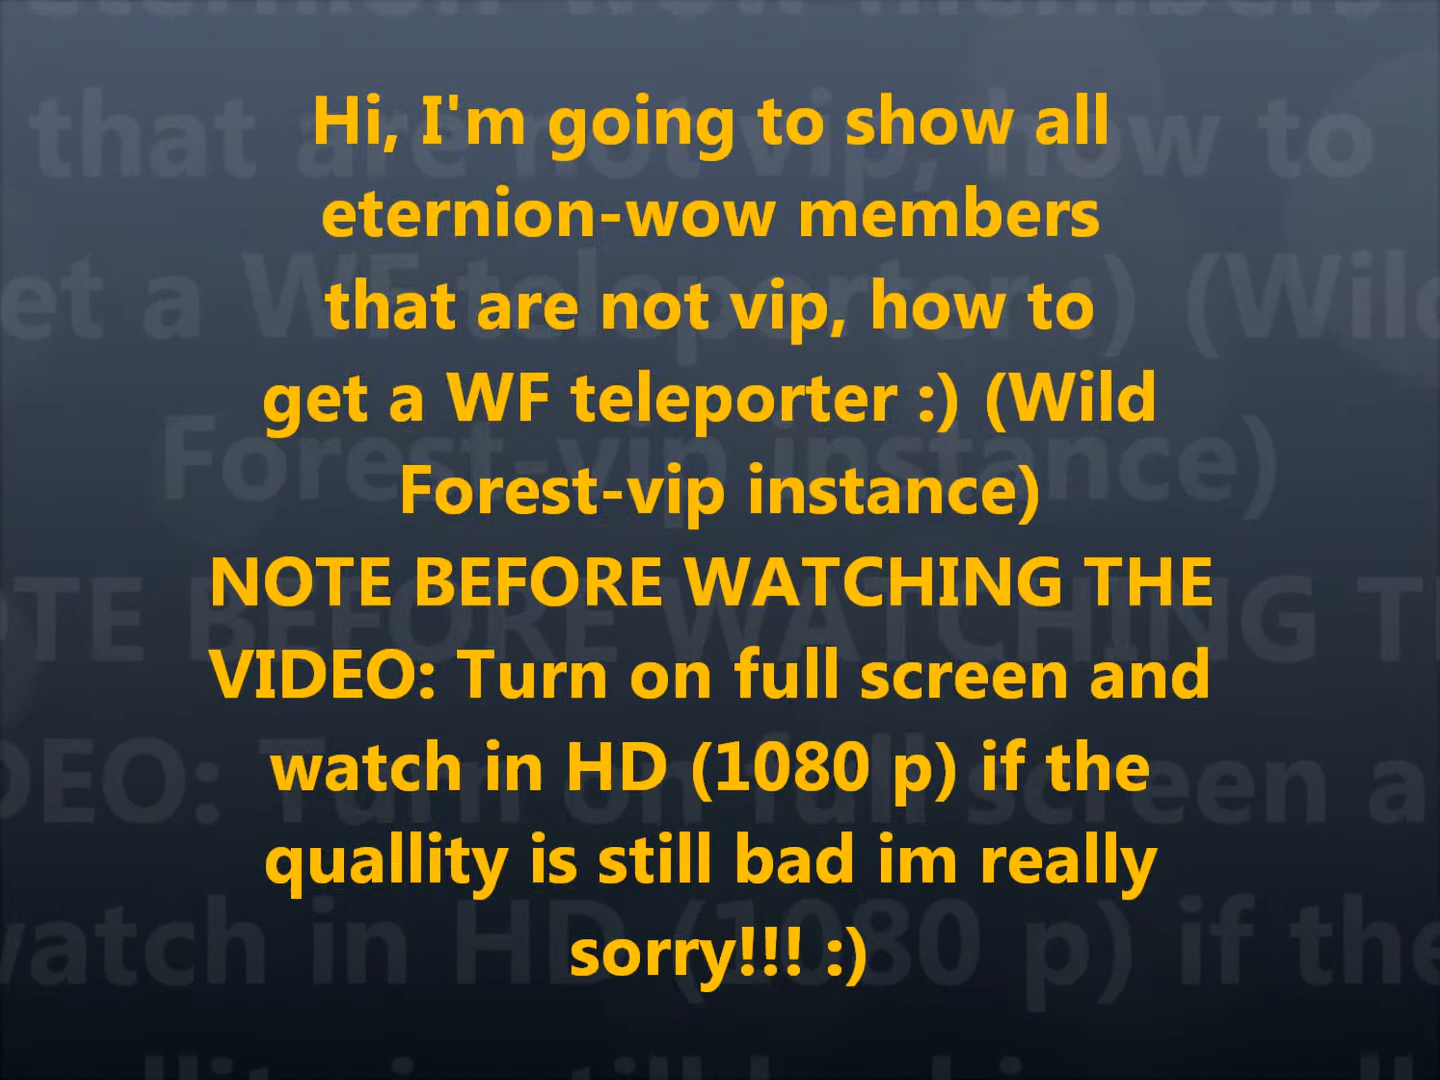 Hi, I'm going to show all
eternion-wow members
that are not vip, how to
get a WF teleporter :) (Wild
Forest-vip instance)
NOTE BEFORE WATCHING THE
VIDEO: Turn on full screen and
watch in HD (1080 p) if the
quallity is still bad im really
sorry!!! :)